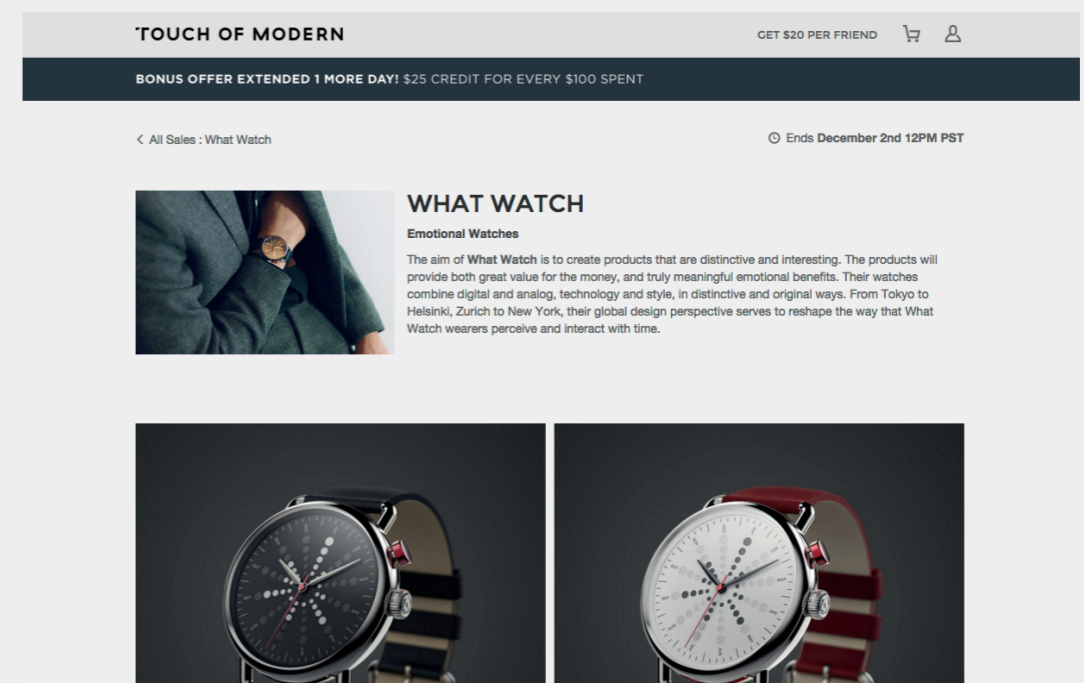 TOUCH OF MODERN
GET $20 PER FRIEND
BONUS OFFER EXTENDED 1 MORE DAY! $25 CREDIT FOR EVERY $100 SPENT
All Sales : What Watch
Ends December 2nd 12PM PST
WHAT WATCH
Emotional Watches
The aim of What Watch is to create products that are distinctive and interesting. The products will
provide both great value for the money, and truly meaningful emotional benefits. Their watches
combine digital and analog, technology and style, in distinctive and original ways. From Tokyo to
Helsinki, Zurich to New York, their global design perspective serves to reshape the way that What
Watch wearers perceive and interact with time.